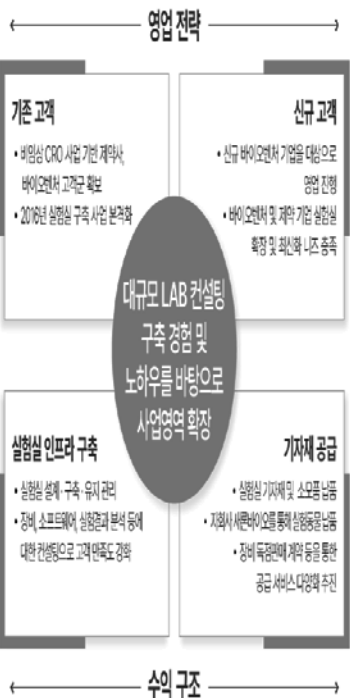 영업 전략
기존 고객
• 비임상 CRO 사업 기반 제약사,
바이오벤처 고객군 확보
• 2016년 실험실 구축 사업 본격화
신규 고객
• 신규 바이오벤처 기업을 대상으로
영업 진행
• 바이오벤처 및 제약 기업 실험실
확장 및 최신화 니즈 충족
대규모 LAB 컨설팅
구축 경험 및
노하우를 바탕으로
사업영역 확장
실험실 인프라 구축
• 실험실 설계·구축·유지 관리
• 장비, 소프트웨어, 실험결과 분석 등에
대한 컨설팅으로 고객 만족도 강화
기자재 공급
• 실험실 기자재 및 소모품 납품
• 자회사 새론바이오를 통해 실험동물 납품
• 장비 독점판매 계약 등을 통한
공급 서비스 다양화 추진
수익 구조